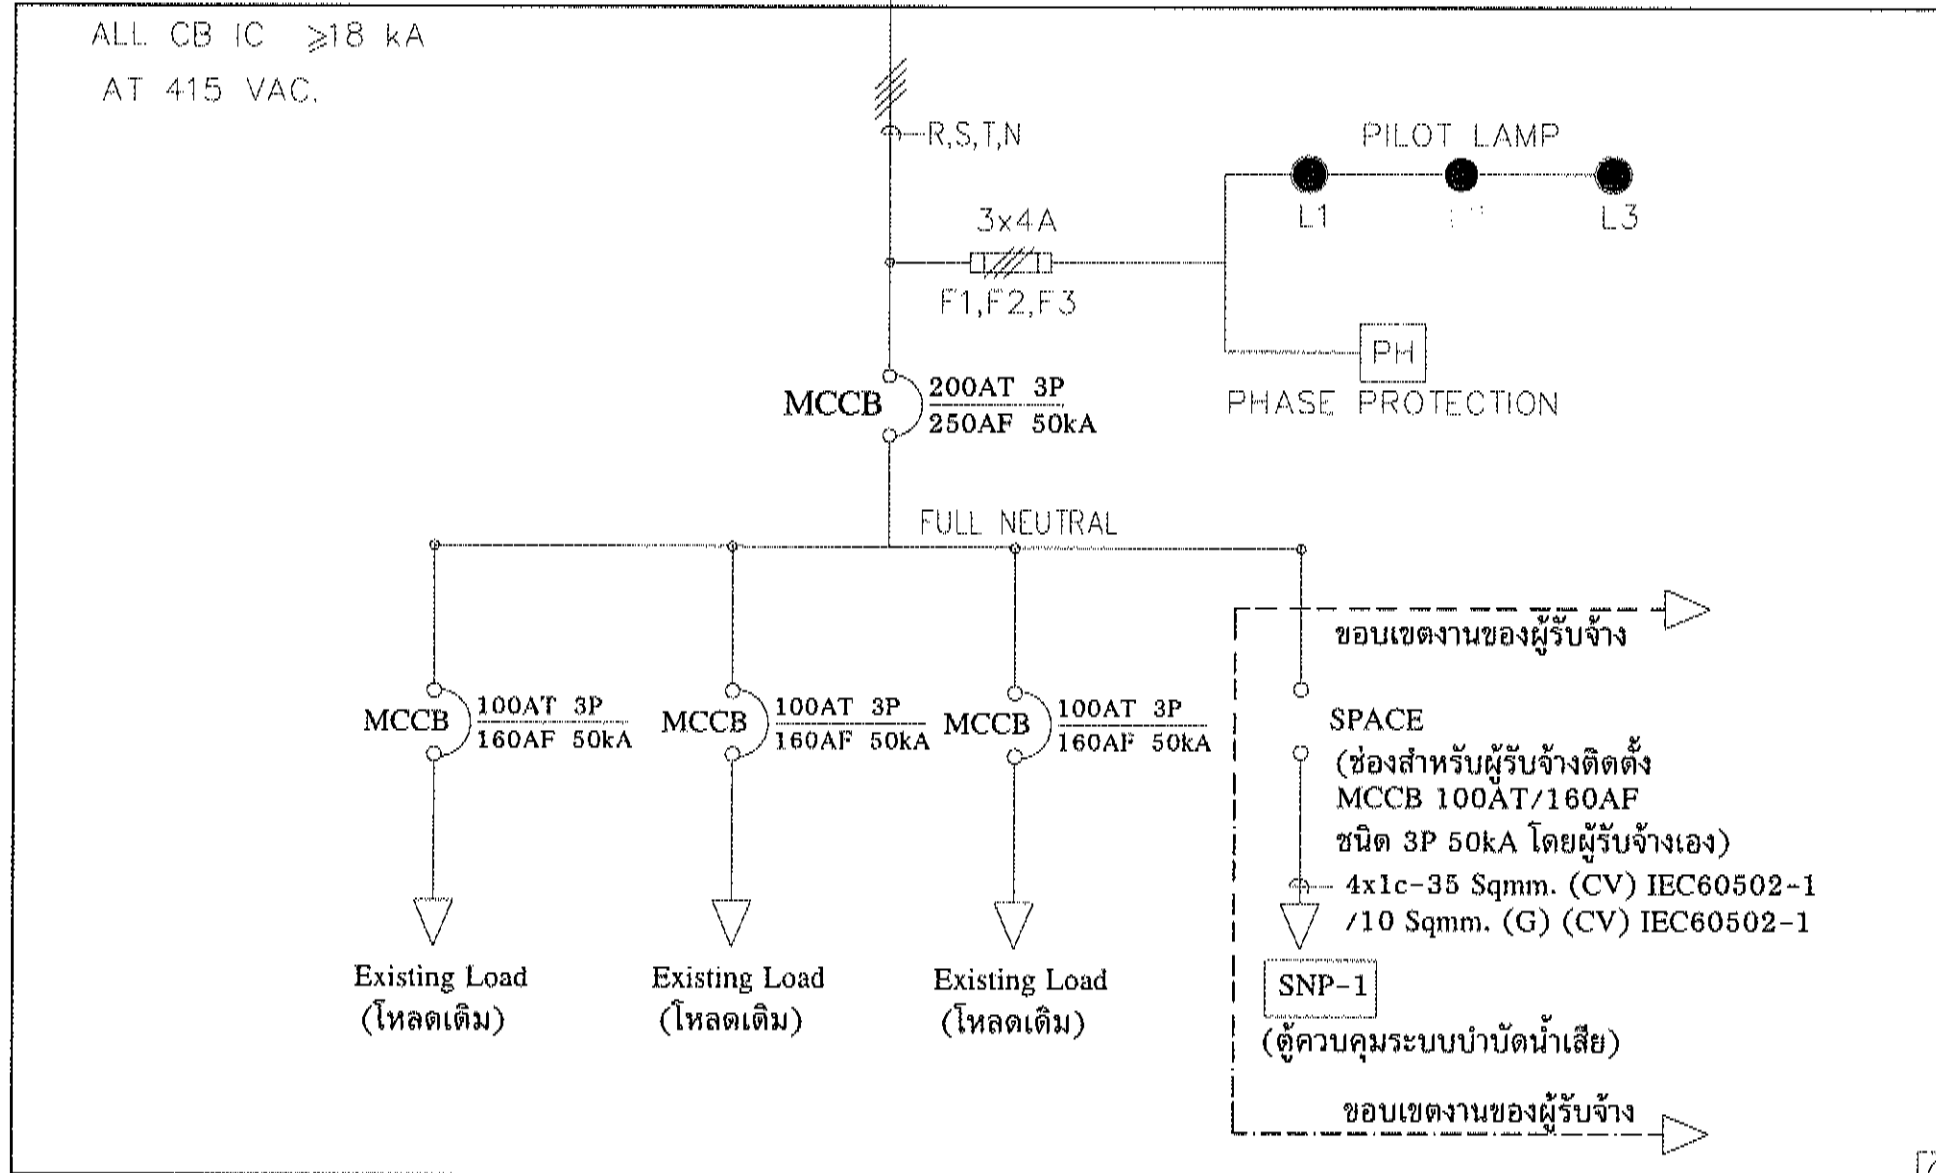 ALL CB IC ≥18 kA
AT 415 VAC.
R,S,T,N
PILOT LAMP
L1
L3
3x4A
F1,F2,F3
PH
PHASE PROTECTION
MCCB
200AT 3P
250AF 50kA
FULL NEUTRAL
MCCB
100AT 3P
160AF 50kA
MCCB
100AT 3P
160AF 50kA
MCCB
100AT 3P
160AF 50kA
ขอบเขตงานของผู้รับจ้าง
SPACE
(ช่องสำหรับผู้รับจ้างติดตั้ง
MCCB 100AT/160AF
ชนิด 3P 50kA โดยผู้รับจ้างเอง)
4x1c-35 Sqmm. (CV) IEC60502-1
/10 Sqmm. (G) (CV) IEC60502-1
Existing Load
(โหลดเดิม)
Existing Load
(โหลดเดิม)
Existing Load
(โหลดเดิม)
SNP-1
(ตู้ควบคุมระบบบำบัดน้ำเสีย)
ขอบเขตงานของผู้รับจ้าง